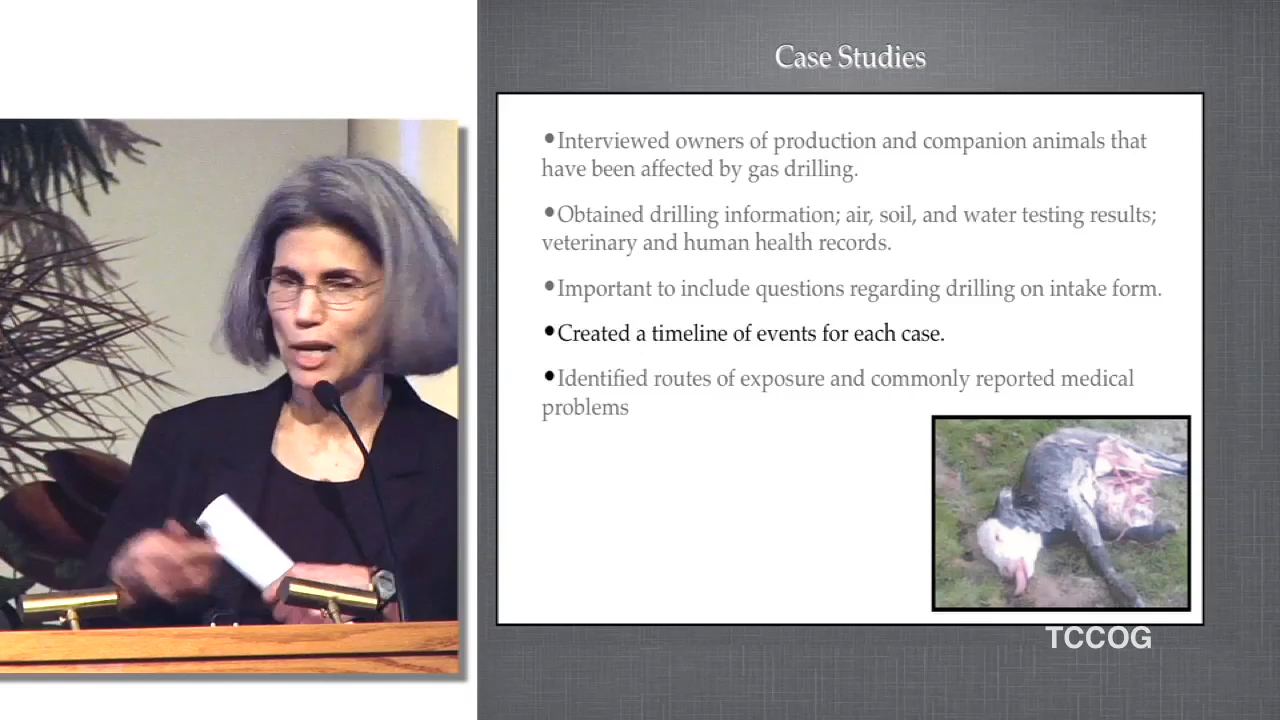 Case Studies
•Interviewed owners of production and companion animals that
have been affected by gas drilling.
•Obtained drilling information; air, soil, and water testing results;
veterinary and human health records.
•Important to include questions regarding drilling on intake form.
•Created a timeline of events for each case.
•Identified routes of exposure and commonly reported medical
problems
TCCOG